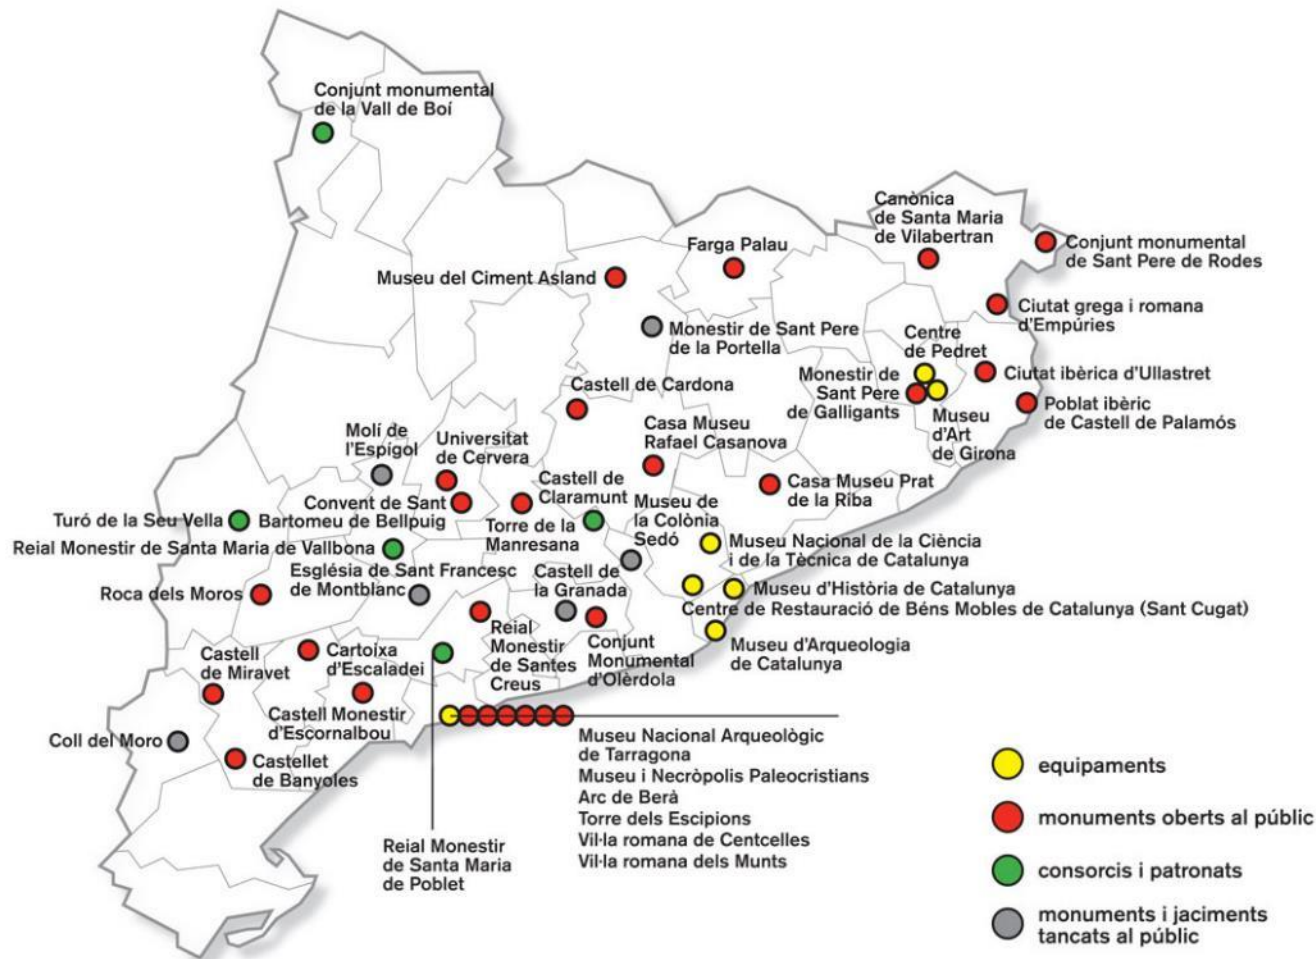 Conjunt monumental
de la Vall de Boí
Canònica
de Santa Maria
de Vilabertran
Farga Palau
Conjunt monumental
de Sant Pere de Rodes
Museu del Ciment Asland
Ciutat grega i romana
d'Empúries
Monestir de Sant Pere
de la Portella
Centre
de Pedret
Monestir de
Sant Pere
de Galligants
Ciutat ibèrica d'Ullastret
Castell de Cardona
Poblat ibèric
de Castell de Palamós
Museu
d'Art
de Girona
Casa Museu
Rafael Casanova
Molí de
l'Espígol
Universitat
de Cervera
Castell de
Claramunt
Casa Museu Prat
de la Riba
Convent de Sant
Bartomeu de Bellpuig
Museu de
la Colònia
Sedó
Turó de la Seu Vella
Torre de la
Manresana
Museu Nacional de la Ciència
i de la Tècnica de Catalunya
Reial Monestir de Santa Maria de Vallbona
Església de Sant Francesc
de Montblanc
Castell de
la Granada
Roca dels Moros
Museu d'Història de Catalunya
Centre de Restauració de Béns Mobles de Catalunya (Sant Cugat)
Reial
Monestir
de Santes
Creus
Conjunt
Monumental
d'Olèrdola
Museu d'Arqueologia
de Catalunya
Castell
de Miravet
Cartoixa
d'Escaladei
Castell Monestir
d'Escornalbou
Coll del Moro
Castellet
de Banyoles
Museu Nacional Arqueològic
de Tarragona
Museu i Necròpolis Paleocristians
Arc de Berà
Torre dels Escipions
Vil·la romana de Centcelles
Vil·la romana dels Munts
Reial Monestir
de Santa Maria
de Poblet
equipaments
monuments oberts al públic
consorcis i patronats
monuments i jaciments
tancats al públic